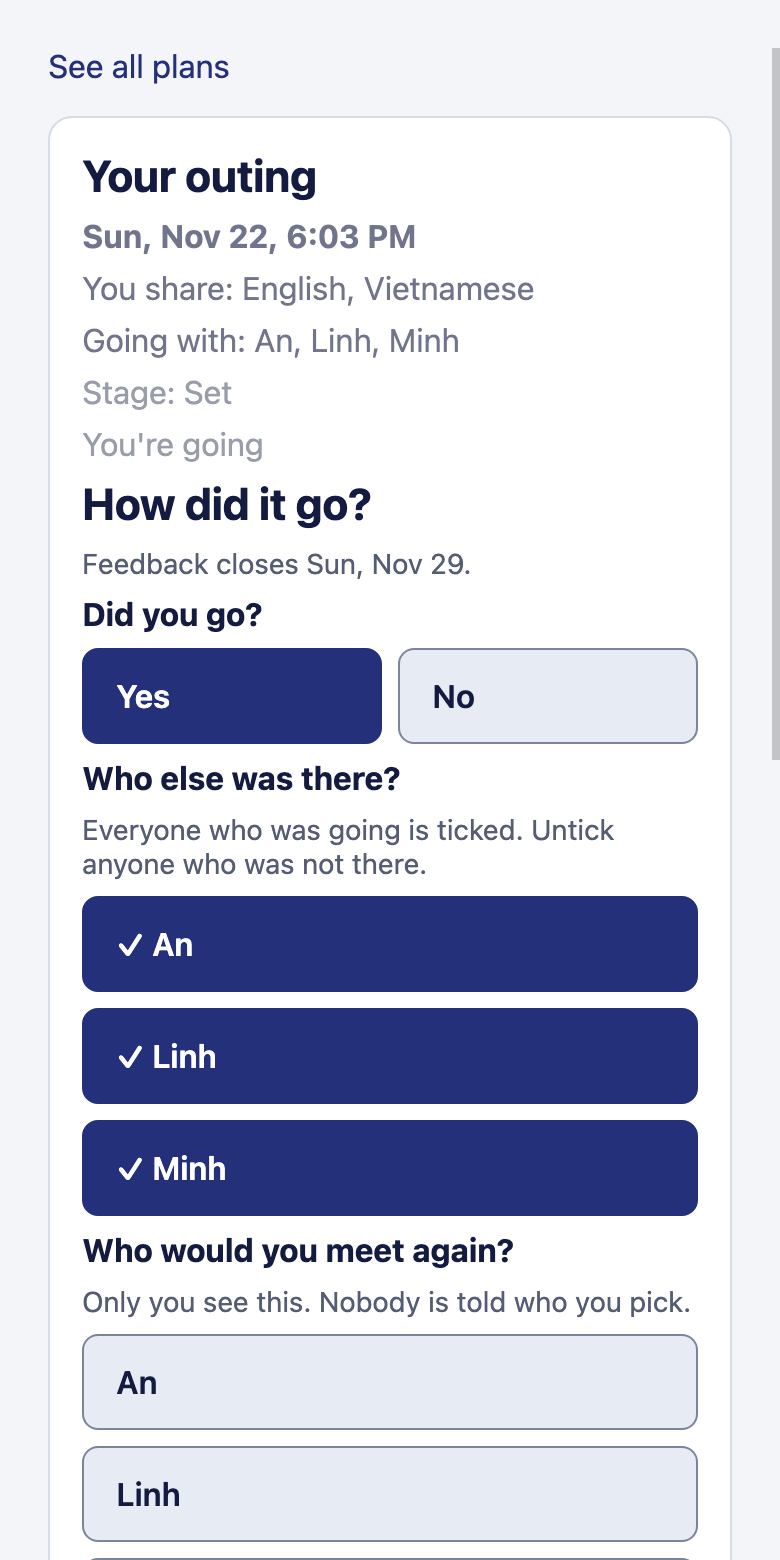 See all plans
Your outing
Sun, Nov 22, 6:03 PM
You share: English, Vietnamese
Going with: An, Linh, Minh
Stage: Set
You're going
How did it go?
Feedback closes Sun, Nov 29.
Did you go?
Yes
No
Who else was there?
Everyone who was going is ticked. Untick
anyone who was not there.
✓ An
✓ Linh
✓ Minh
Who would you meet again?
Only you see this. Nobody is told who you pick.
An
Linh